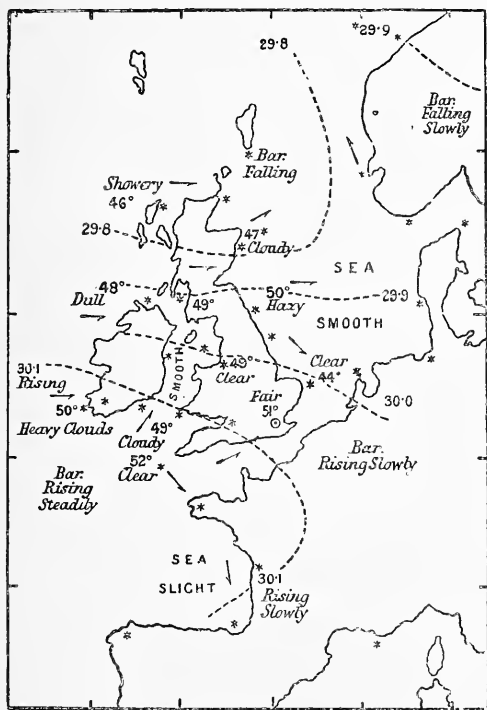 29.8
29.9
Bar.
Falling
Slowly
Bar.
Falling
Showery
46°
29.8
47
Cloudy
SEA
48°
50°
29.9
Dull
49°
Hazy
SMOOTH
30.1
Rising
SMOOTH
49°
Clear
Clear
44°
Fair
51°
30.0
50°
Heavy Clouds
49°
Cloudy
52°
Clear
Bar.
Rising Slowly
Bar.
Rising
Steadily
SEA
SLIGHT
30.1
Rising
Slowly